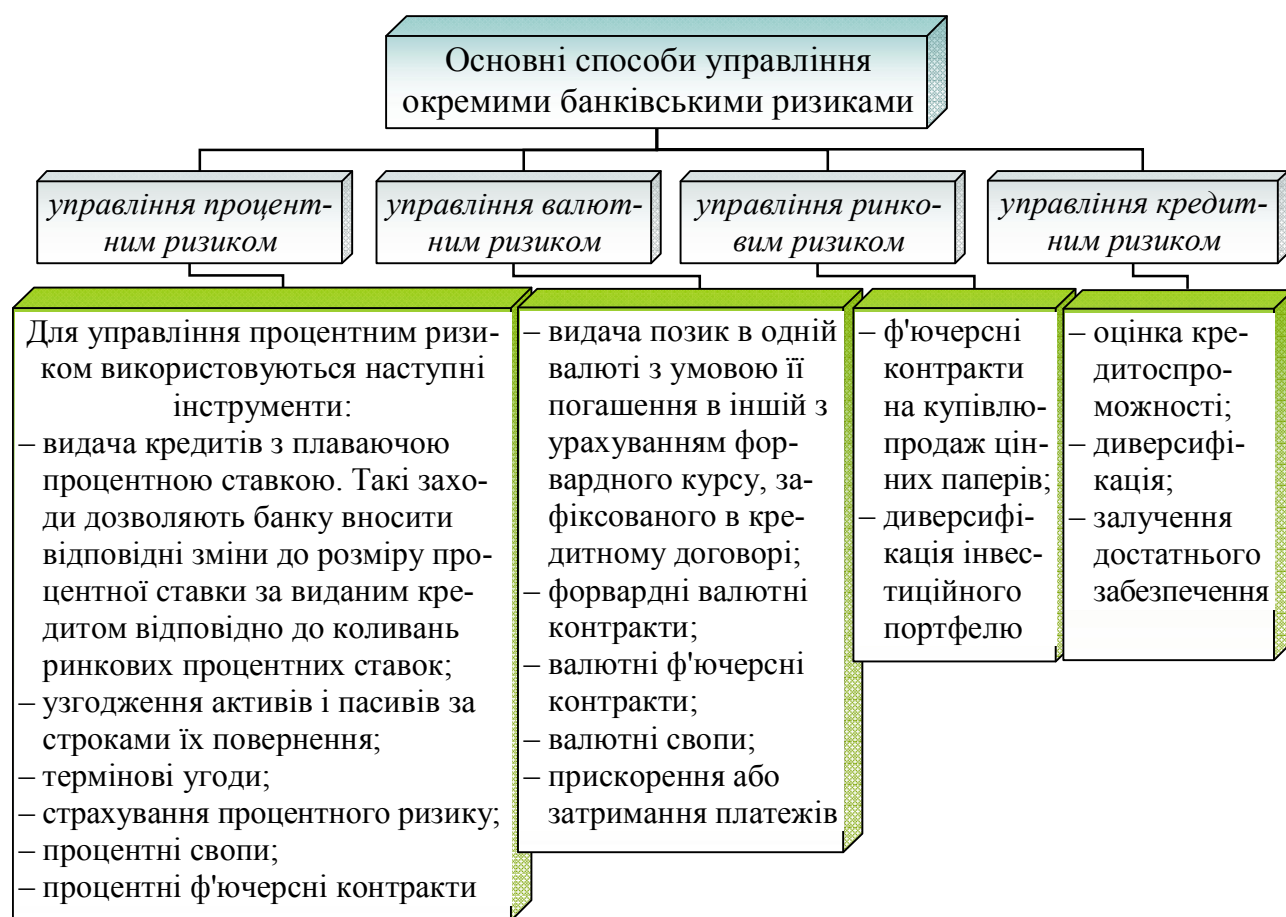 Основні способи управління
окремими банківськими ризиками
управління процент-
ним ризиком
управління валют-
ним ризиком
управління ринко-
вим ризиком
управління кредит-
ним ризиком
Для управління процентним ризи-
ком використовуються наступні
інструменти:
– видача кредитів з плаваючою
процентною ставкою. Такі захо-
ди дозволяють банку вносити
відповідні зміни до розміру про-
центної ставки за виданим кре-
дитом відповідно до коливань
ринкових процентних ставок;
– узгодження активів і пасивів за
строками їх повернення;
– термінові угоди;
– страхування процентного ризику;
– процентні свопи;
– процентні ф'ючерсні контракти
– видача позик в одній
валюті з умовою її
погашення в іншій з
урахуванням фор-
вардного курсу, за-
фіксованого в кре-
дитному договорі;
– форвардні валютні
контракти;
– валютні ф'ючерсні
контракти;
– валютні свопи;
– прискорення або
затримання платежів
– ф'ючерсні
контракти
на купівлю-
продаж цін-
них паперів;
– диверсифі-
кація інвес-
тиційного
портфелю
– оцінка кре-
дитоспро-
можності;
– диверсифі-
кація;
– залучення
достатнього
забезпечення